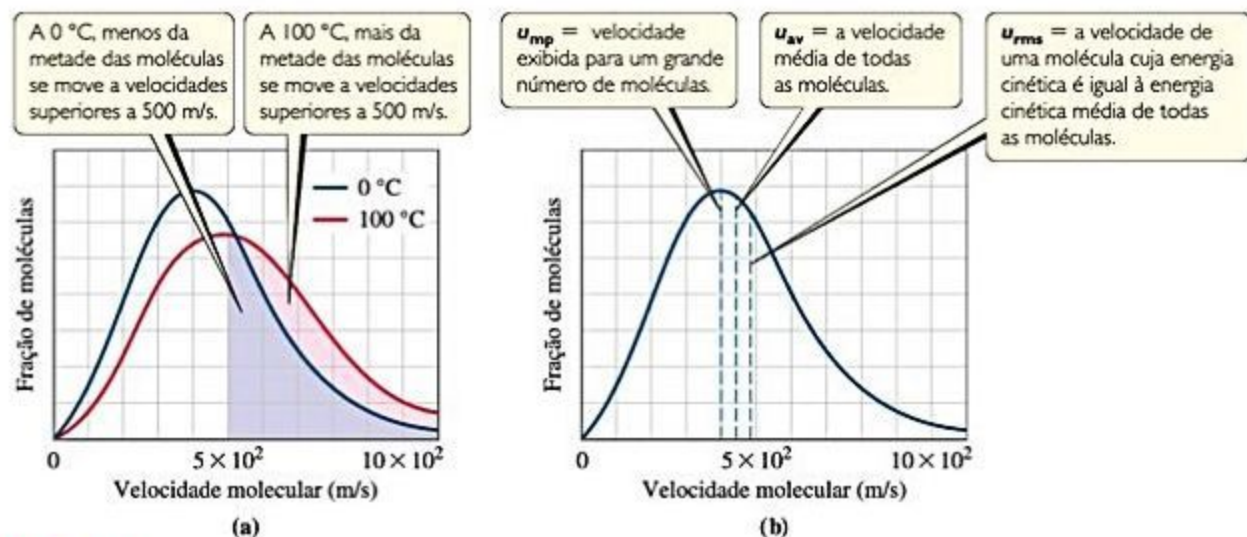 A 0 °C, menos da
metade das moléculas
se move a velocidades
superiores a 500 m/s.
A 100 °C, mais da
metade das moléculas
se move a velocidades
superiores a 500 m/s.
0 °C
100 °C
Fração de moléculas
0
5 × 10²
10 × 10²
Velocidade molecular (m/s)
(a)
u_mp = velocidade
exibida para um grande
número de moléculas.
u_av = a velocidade
média de todas
as moléculas.
u_rms = a velocidade de
uma molécula cuja energia
cinética é igual à energia
cinética média de todas
as moléculas.
Fração de moléculas
0
5 × 10²
10 × 10²
Velocidade molecular (m/s)
(b)